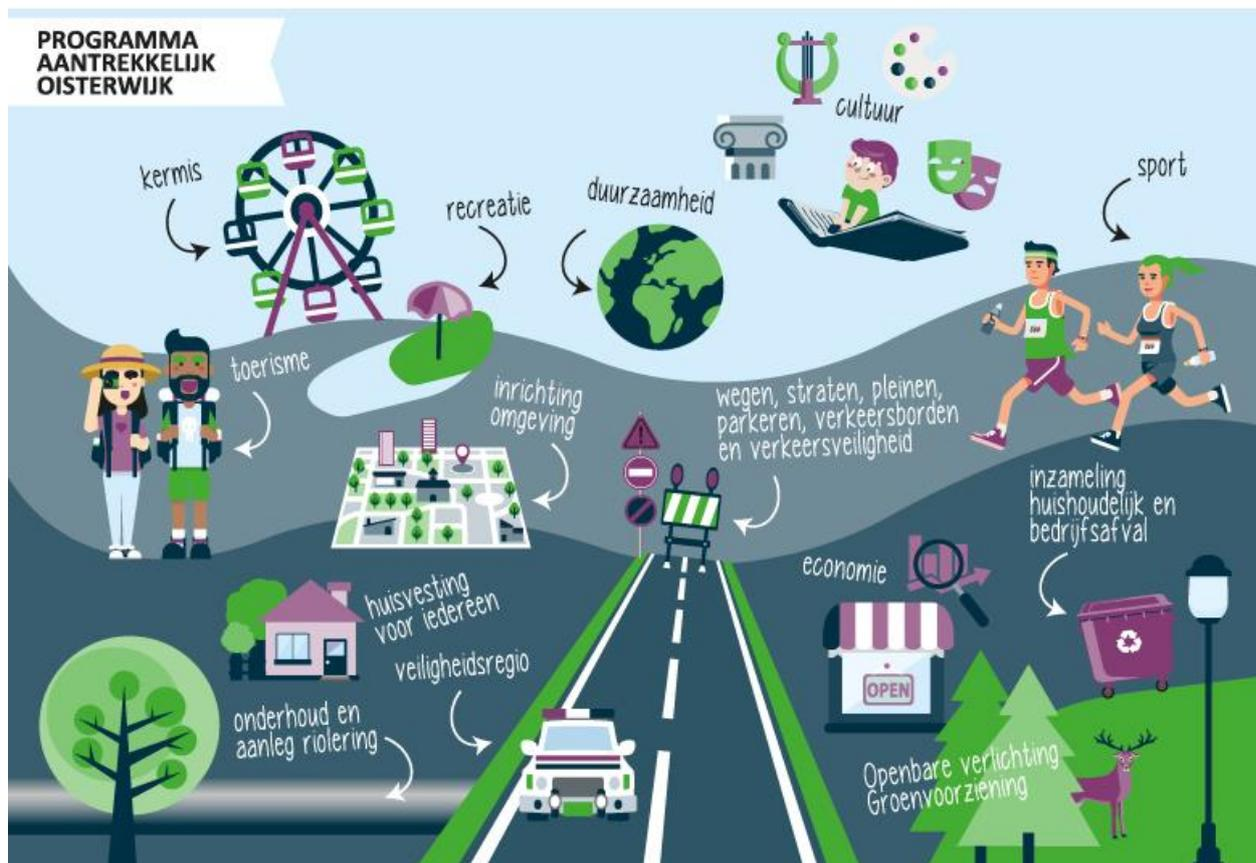 PROGRAMMA
AANTREKKELIJK
OISTERWIJK
cultuur
kermis
sport
recreatie
duurzaamheid
toerisme
inrichting
omgeving
wegen, straten, pleinen,
parkeren, verkeersborden
en verkeersveiligheid
inzameling
huishoudelijk en
bedrijfsafval
economie
huisvesting
voor iedereen
veiligheidsregio
OPEN
onderhoud en
aanleg riolering
Openbare verlichting
Groenvoorziening